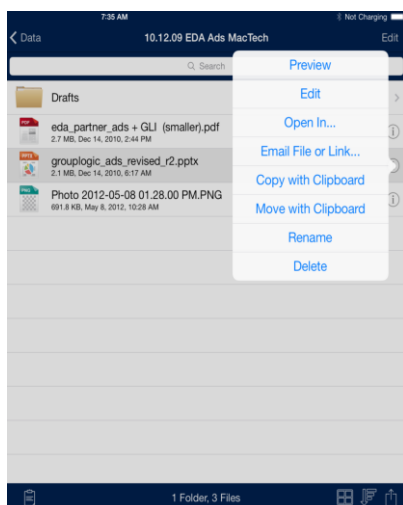 7:35 AM
Not Charging
Data
10.12.09 EDA Ads MacTech
Edit
Search
Preview
Edit
Open In...
Email File or Link...
Copy with Clipboard
Move with Clipboard
Rename
Delete
Drafts
PDF
eda_partner_ads + GLI (smaller).pdf
2.7 MB, Dec 14, 2010, 2:44 PM
PPTX
grouplogic_ads_revised_r2.pptx
2.1 MB, Dec 14, 2010, 6:17 AM
PNG
Photo 2012-05-08 01.28.00 PM.PNG
691.8 KB, May 8, 2012, 10:28 AM
1 Folder, 3 Files